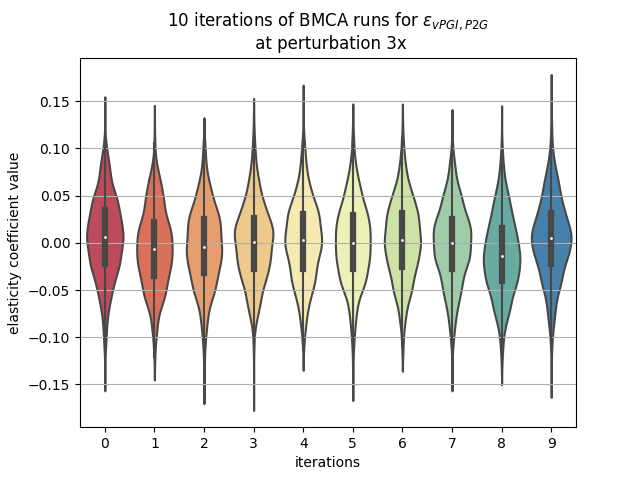 10 iterations of BMCA runs for ε_{vPGI, P2G}
at perturbation 3x
elasticity coefficient value
0.15
0.10
0.05
0.00
−0.05
−0.10
−0.15
0 1 2 3 4 5 6 7 8 9
iterations